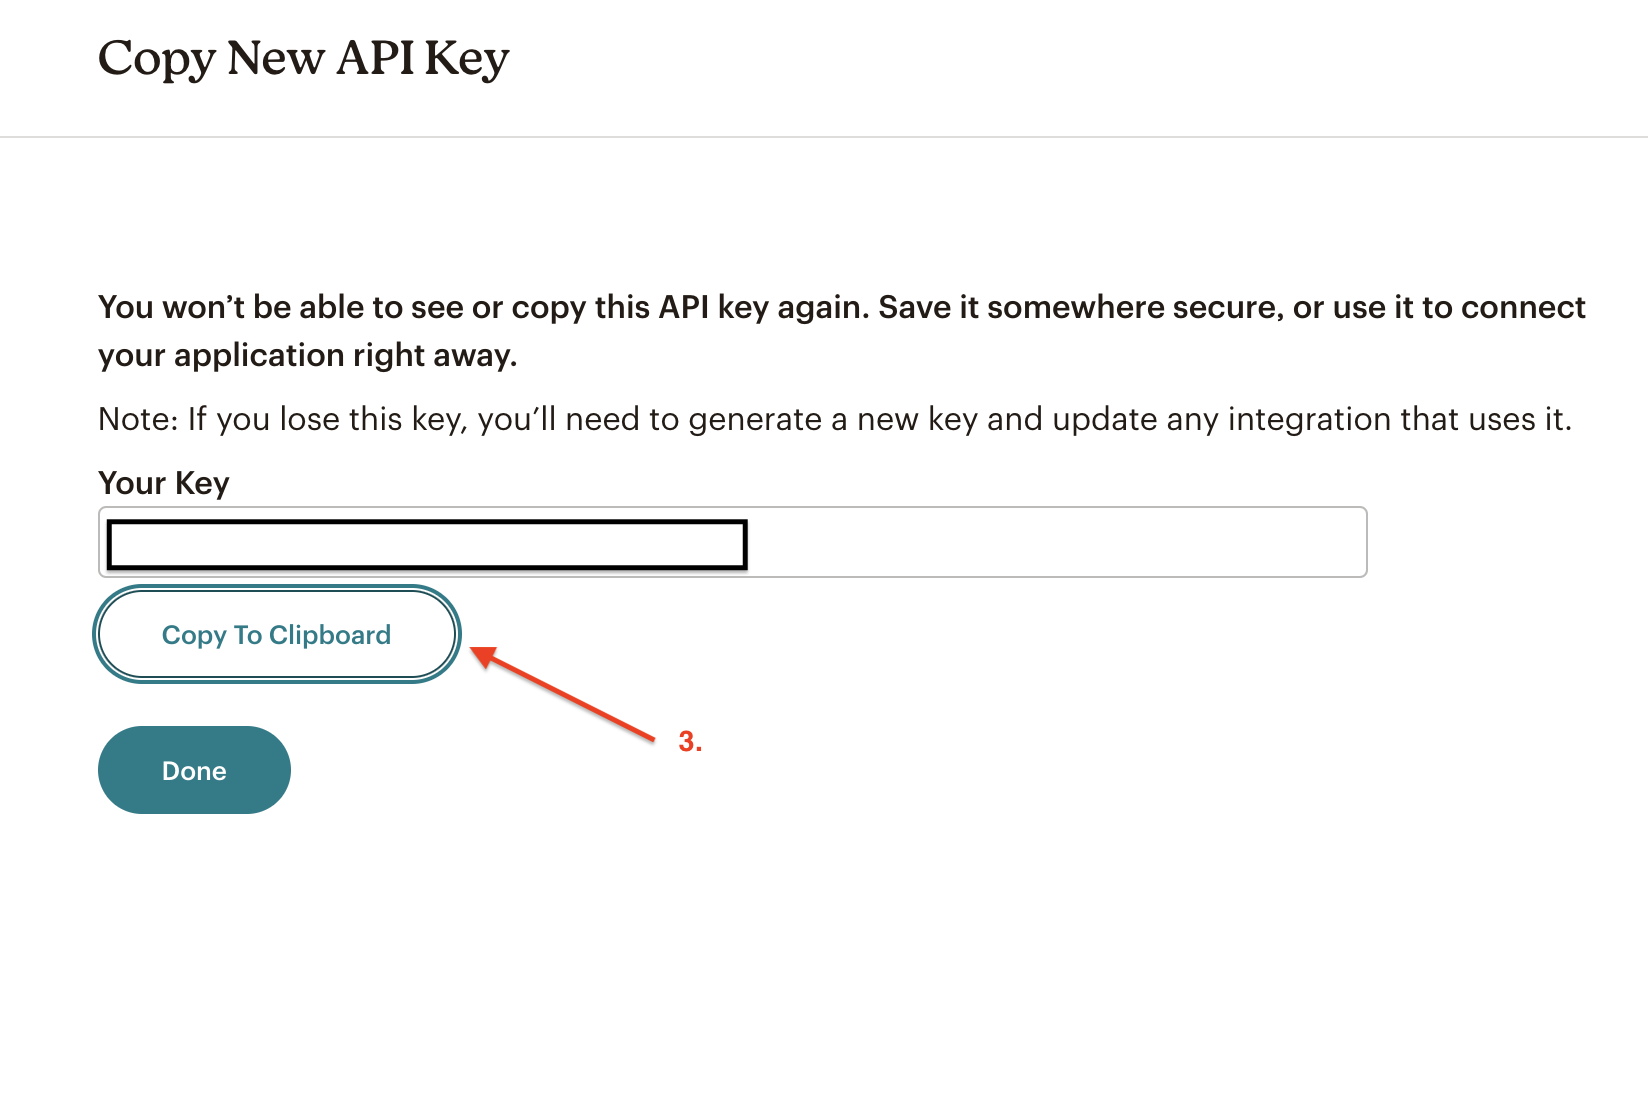 Copy New API Key
You won’t be able to see or copy this API key again. Save it somewhere secure, or use it to connect
your application right away.
Note: If you lose this key, you’ll need to generate a new key and update any integration that uses it.
Your Key
Copy To Clipboard
3.
Done